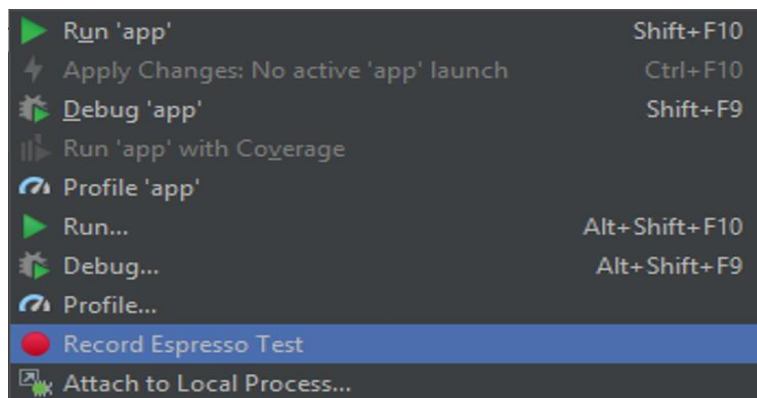 Run 'app' Shift+F10
Apply Changes: No active 'app' launch Ctrl+F10
Debug 'app' Shift+F9
Run 'app' with Coverage
Profile 'app'
Run... Alt+Shift+F10
Debug... Alt+Shift+F9
Profile...
Record Espresso Test
Attach to Local Process...